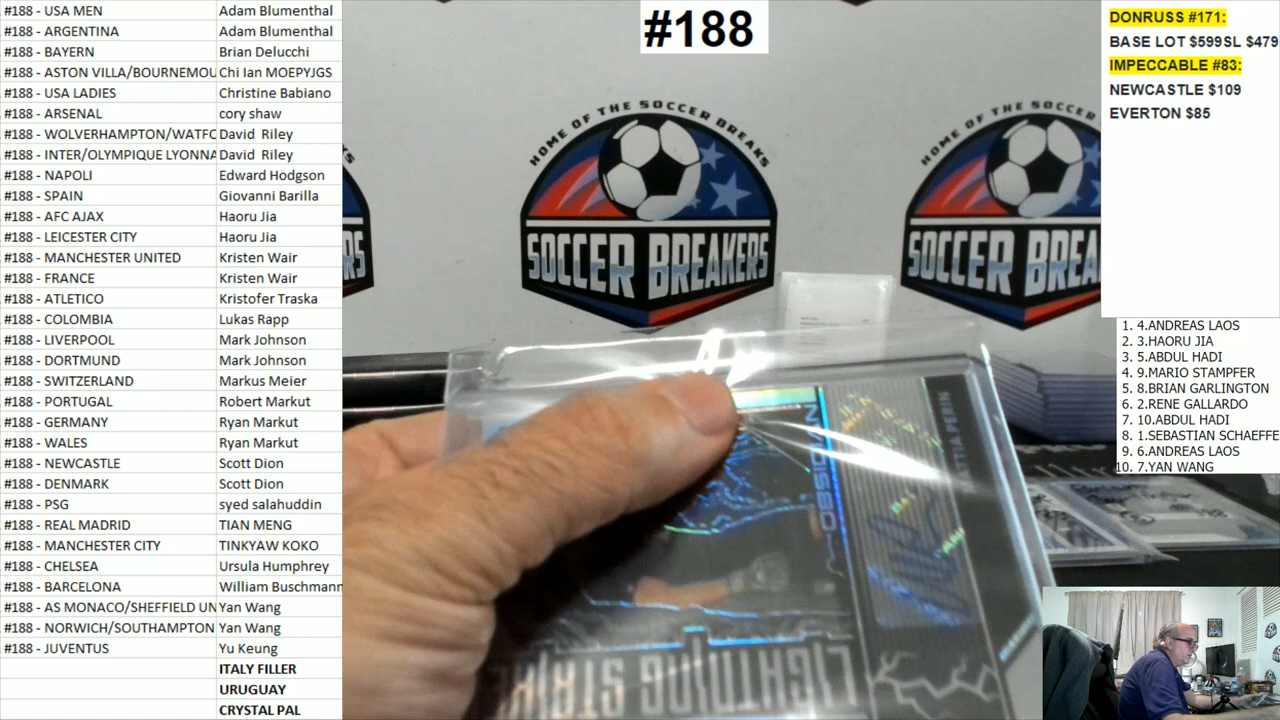 #188 - USA MEN Adam Blumenthal
#188 - ARGENTINA Adam Blumenthal
#188 - BAYERN Brian Delucchi
#188 - ASTON VILLA/BOURNEMOU Chi Ian MOEPYJGS
#188 - USA LADIES Christine Babiano
#188 - ARSENAL cory shaw
#188 - WOLVERHAMPTON/WATFC David Riley
#188 - INTER/OLYMPIQUE LYONNA David Riley
#188 - NAPOLI Edward Hodgson
#188 - SPAIN Giovanni Barilla
#188 - AFC AJAX Haoru Jia
#188 - LEICESTER CITY Haoru Jia
#188 - MANCHESTER UNITED Kristen Wair
#188 - FRANCE Kristen Wair
#188 - ATLETICO Kristofer Traska
#188 - COLOMBIA Lukas Rapp
#188 - LIVERPOOL Mark Johnson
#188 - DORTMUND Mark Johnson
#188 - SWITZERLAND Markus Meier
#188 - PORTUGAL Robert Markut
#188 - GERMANY Ryan Markut
#188 - WALES Ryan Markut
#188 - NEWCASTLE Scott Dion
#188 - DENMARK Scott Dion
#188 - PSG syed salahuddin
#188 - REAL MADRID TIAN MENG
#188 - MANCHESTER CITY TINKYAW KOKO
#188 - CHELSEA Ursula Humphrey
#188 - BARCELONA William Buschmann
#188 - AS MONACO/SHEFFIELD UN Yan Wang
#188 - NORWICH/SOUTHAMPTON Yan Wang
#188 - JUVENTUS Yu Keung
ITALY FILLER
URUGUAY
CRYSTAL PAL
#188
HOME OF THE SOCCER BREAKS
SOCCER BREAKERS
HOME OF THE SOCCER
SOCCER BREA
RS
OBSIDIAN
LIGHTNING STRIKE
DONRUSS #171:
BASE LOT $599SL $479
IMPECCABLE #83:
NEWCASTLE $109
EVERTON $85
1. 4.ANDREAS LAOS
2. 3.HAORU JIA
3. 5.ABDUL HADI
4. 9.MARIO STAMPFER
5. 8.BRIAN GARLINGTON
6. 2.RENE GALLARDO
7. 10.ABDUL HADI
8. 1.SEBASTIAN SCHAEFFE
9. 6.ANDREAS LAOS
10. 7.YAN WANG